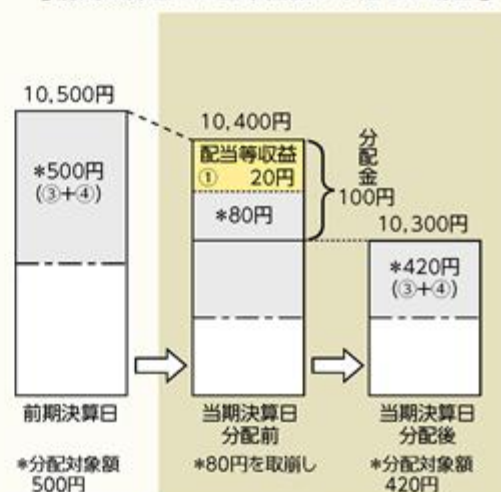 10,500円
*500円
(③+④)
前期決算日
*分配対象額
500円
10,400円
配当等収益
① 20円
*80円
分配金
100円
当期決算日
分配前
*80円を取崩し
10,300円
*420円
(③+④)
当期決算日
分配後
*分配対象額
420円